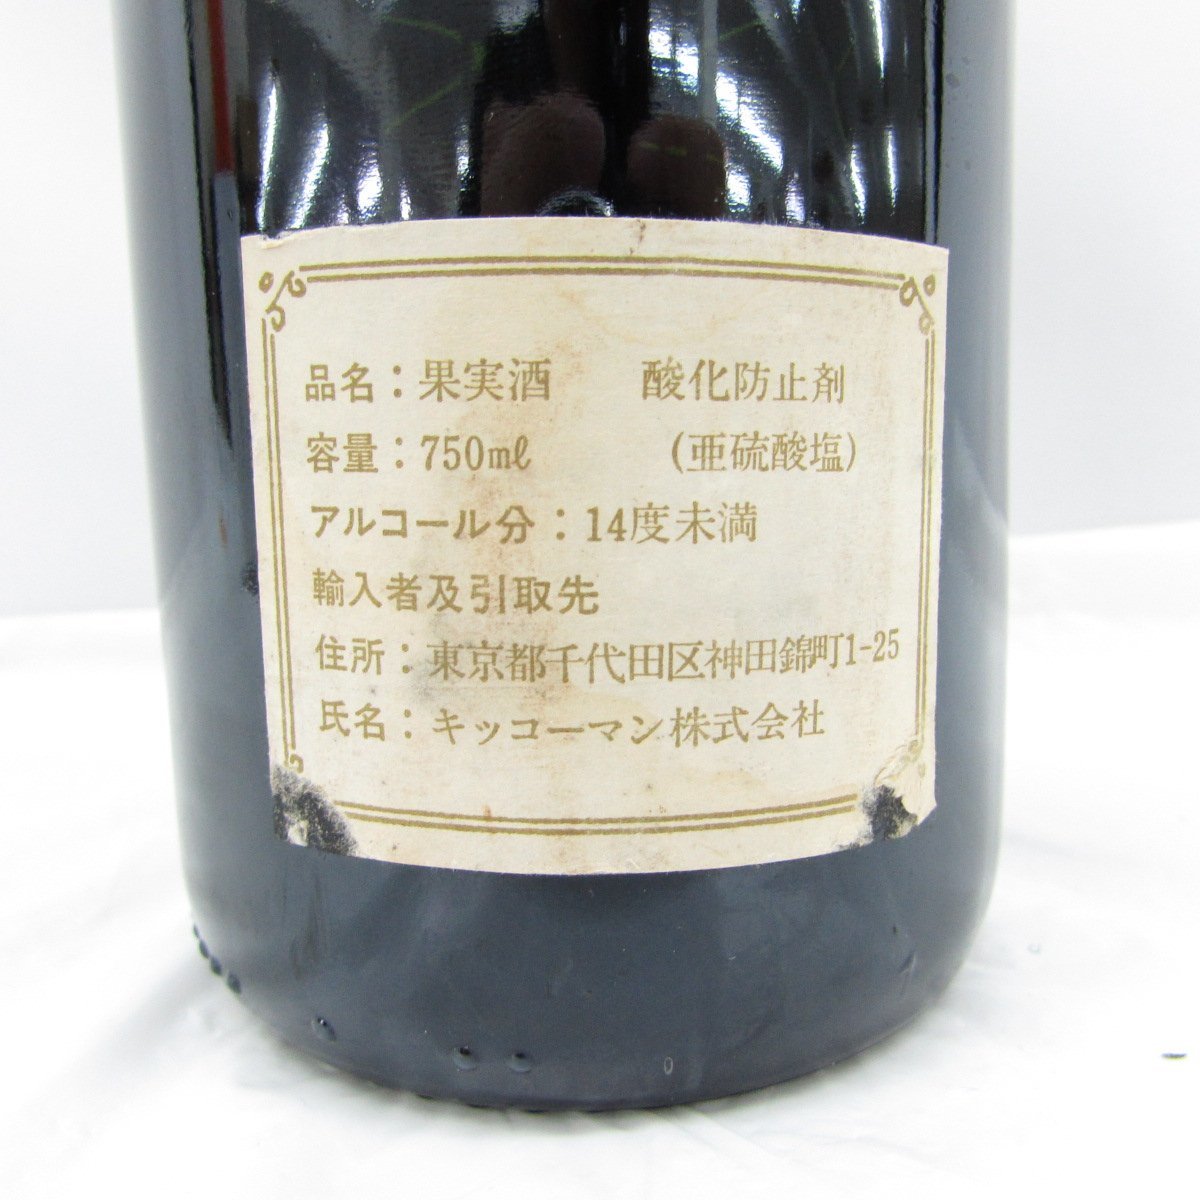 品名：果実酒　酸化防止剤
容量：750ml　(亜硫酸塩)
アルコール分：14度未満
輸入者及引取先
住所：東京都千代田区神田錦町1-25
氏名：キッコーマン株式会社